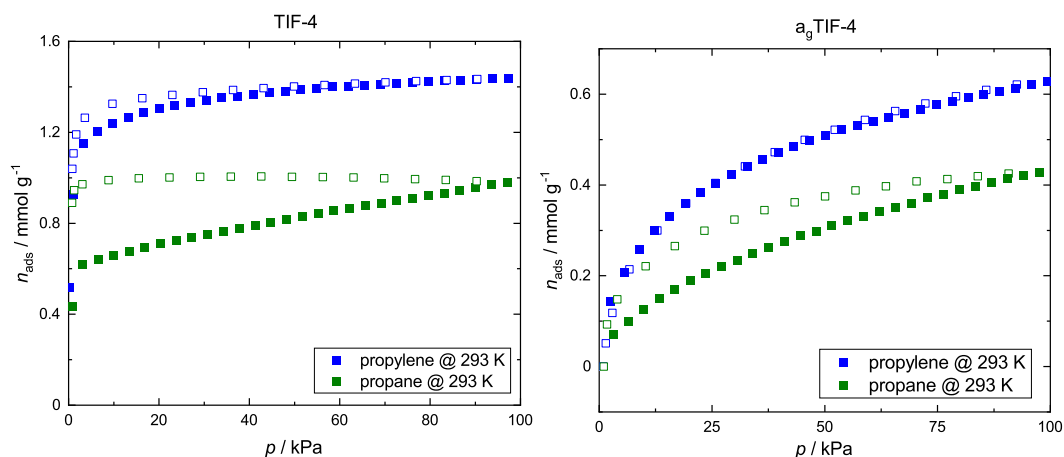 TIF-4
1.6
1.2
0.8
0.4
0
n_ads / mmol g⁻¹
0 20 40 60 80 100
p / kPa
propylene @ 293 K
propane @ 293 K
a_gTIF-4
0.6
0.4
0.2
0
n_ads / mmol g⁻¹
0 25 50 75 100
p / kPa
propylene @ 293 K
propane @ 293 K